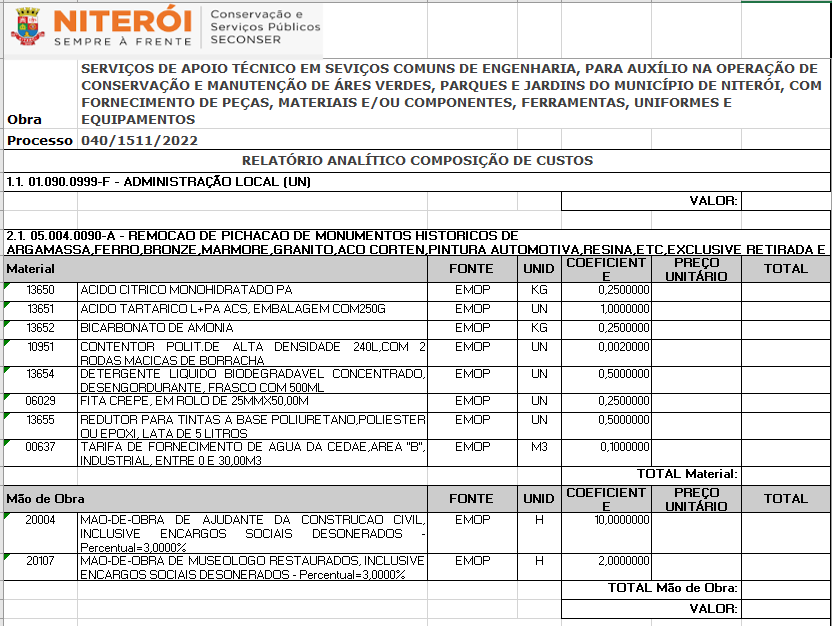 NITERÓI
SEMPRE À FRENTE
Conservação e
Serviços Públicos
SECONSER
SERVIÇOS DE APOIO TÉCNICO EM SEVIÇOS COMUNS DE ENGENHARIA, PARA AUXÍLIO NA OPERAÇÃO DE
CONSERVAÇÃO E MANUTENÇÃO DE ÁRES VERDES, PARQUES E JARDINS DO MUNICÍPIO DE NITERÓI, COM
FORNECIMENTO DE PEÇAS, MATERIAIS E/OU COMPONENTES, FERRAMENTAS, UNIFORMES E
Obra EQUIPAMENTOS
Processo 040/1511/2022
RELATÓRIO ANALÍTICO COMPOSIÇÃO DE CUSTOS
1.1. 01.090.0999-F - ADMINISTRAÇÃO LOCAL (UN)
VALOR:
2.1. 05.004.0090-A - REMOCAO DE PICHACAO DE MONUMENTOS HISTORICOS DE
ARGAMASSA,FERRO,BRONZE,MARMORE,GRANITO,ACO CORTEN,PINTURA AUTOMOTIVA,RESINA,ETC,EXCLUSIVE RETIRADA E
Material FONTE UNID COEFICIENT E PREÇO UNITÁRIO TOTAL
13650 ACIDO CITRICO MONOHIDRATADO PA EMOP KG 0,2500000
13651 ACIDO TARTARICO L+PA ACS, EMBALAGEM COM250G EMOP UN 1,0000000
13652 BICARBONATO DE AMONIA EMOP KG 0,2500000
10951 CONTENTOR POLIT.DE ALTA DENSIDADE 240L,COM 2 EMOP UN 0,0020000
RODAS MACICAS DE BORRACHA
13654 DETERGENTE LIQUIDO BIODEGRADAVEL CONCENTRADO, EMOP UN 0,5000000
DESENGORDURANTE, FRASCO COM 500ML
06029 FITA CREPE, EM ROLO DE 25MMX50,00M EMOP UN 0,2500000
13655 REDUTOR PARA TINTAS A BASE POLIURETANO,POLIESTER EMOP UN 0,5000000
OU EPOXI, LATA DE 5 LITROS
00637 TARIFA DE FORNECIMENTO DE AGUA DA CEDAE,AREA "B", EMOP M3 0,1000000
INDUSTRIAL, ENTRE 0 E 30,00M3
TOTAL Material:
Mão de Obra FONTE UNID COEFICIENT E PREÇO UNITÁRIO TOTAL
20004 MAO-DE-OBRA DE AJUDANTE DA CONSTRUCAO CIVIL, EMOP H 10,0000000
INCLUSIVE ENCARGOS SOCIAIS DESONERADOS -
Percentual=3,0000%
20107 MAO-DE-OBRA DE MUSEOLOGO RESTAURADOS, INCLUSIVE EMOP H 2,0000000
ENCARGOS SOCIAIS DESONERADOS - Percentual=3,0000%
TOTAL Mão de Obra:
VALOR: